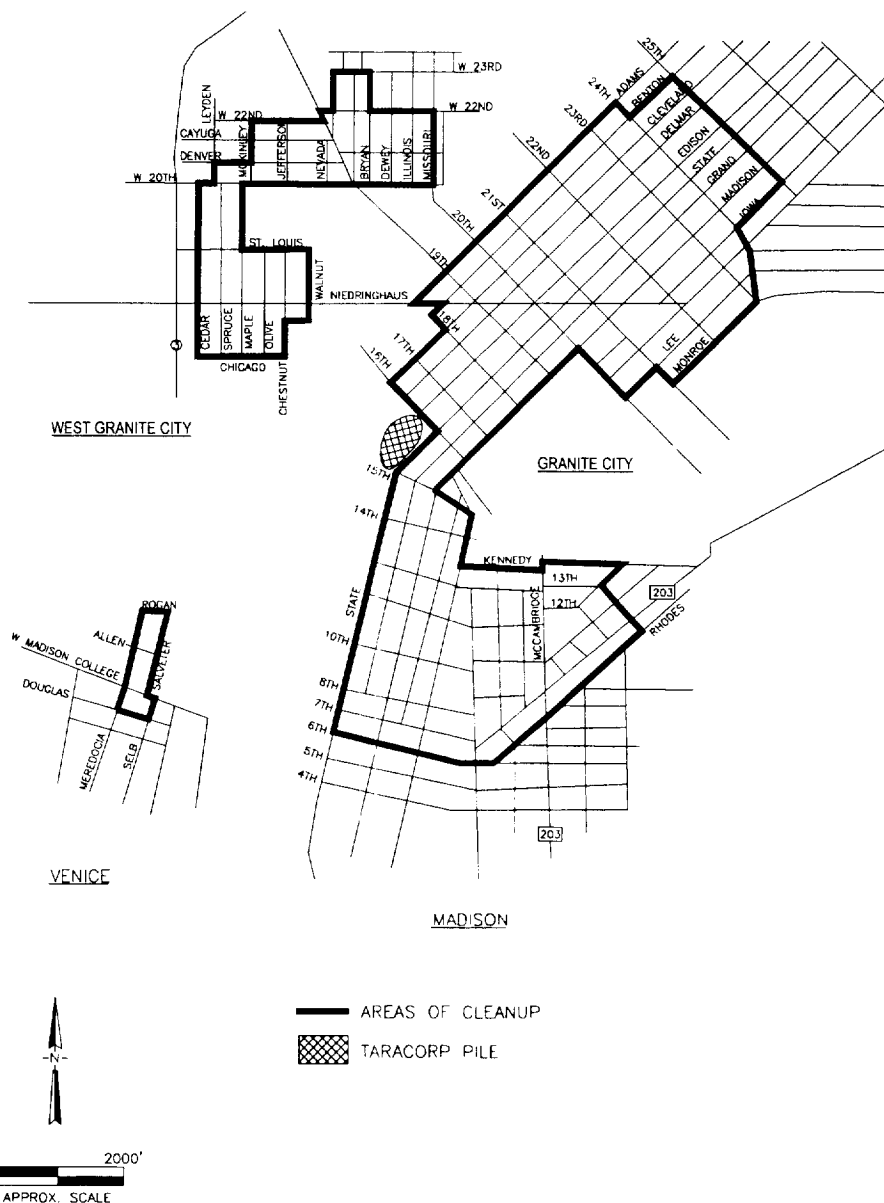 W 23RD
25TH
LEYDEN
W 22ND
W 22ND
24TH
ADAMS
BENTON
CLEVELAND
DELMAR
EDISON
STATE
GRAND
MADISON
IOWA
23RD
22ND
21ST
20TH
19TH
CAYUGA
DENVER
MCKINLEY
JEFFERSON
NEVADA
BRYAN
DEWEY
ILLINOIS
MISSOURI
W 20TH
ST. LOUIS
WALNUT
NIEDRINGHAUS
CEDAR
SPRUCE
MAPLE
OLIVE
CHESTNUT
CHICAGO
18TH
17TH
16TH
LEE
MONROE
WEST GRANITE CITY
GRANITE CITY
15TH
14TH
STATE
10TH
8TH
7TH
6TH
5TH
4TH
KENNEDY
13TH
12TH
MCCAMBRIDGE
203
RHODES
203
ROGAN
ALLEN
SALVETER
W MADISON COLLEGE
DOUGLAS
MEREDOCIA
SELB
VENICE
MADISON
-N-
AREAS OF CLEANUP
TARACORP PILE
2000'
APPROX. SCALE